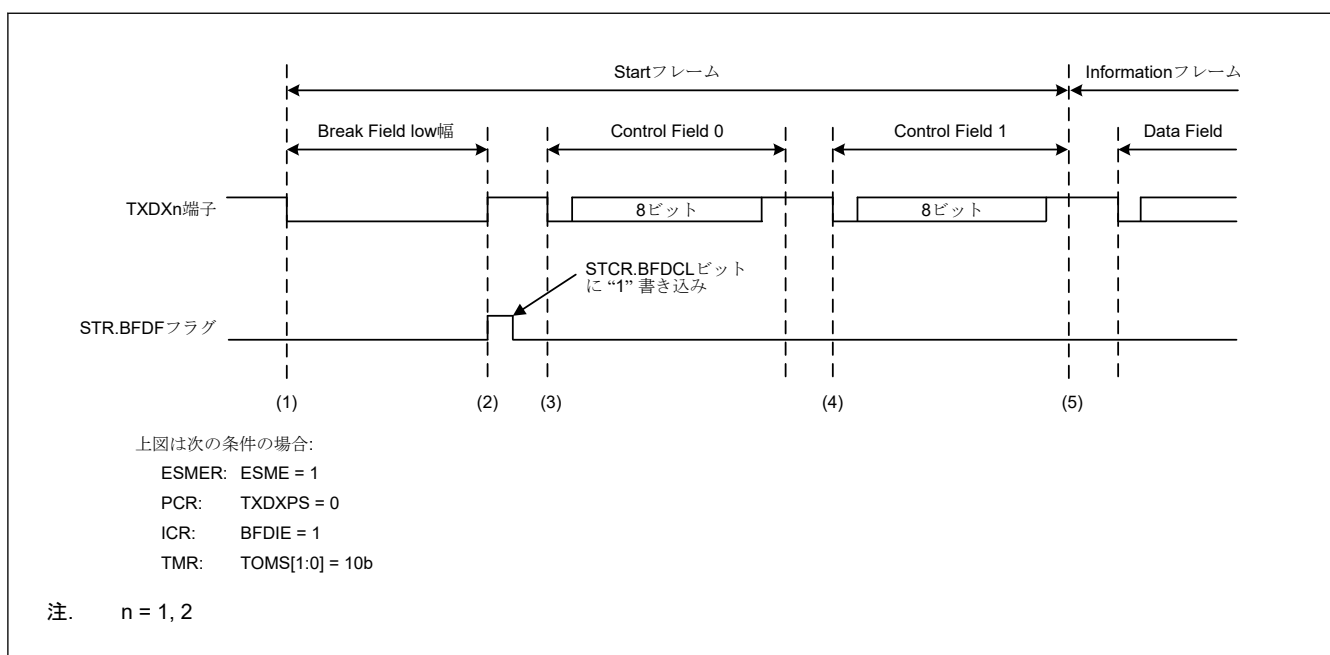 Startフレーム Informationフレーム
Break Field low幅 Control Field 0 Control Field 1 Data Field
TXDXn端子 8ビット 8ビット
STCR.BFDCLビット
に “1” 書き込み
STR.BFDFフラグ
(1) (2) (3) (4) (5)
上図は次の条件の場合:
ESMER: ESME = 1
PCR: TXDXPS = 0
ICR: BFDIE = 1
TMR: TOMS[1:0] = 10b
注. n = 1, 2